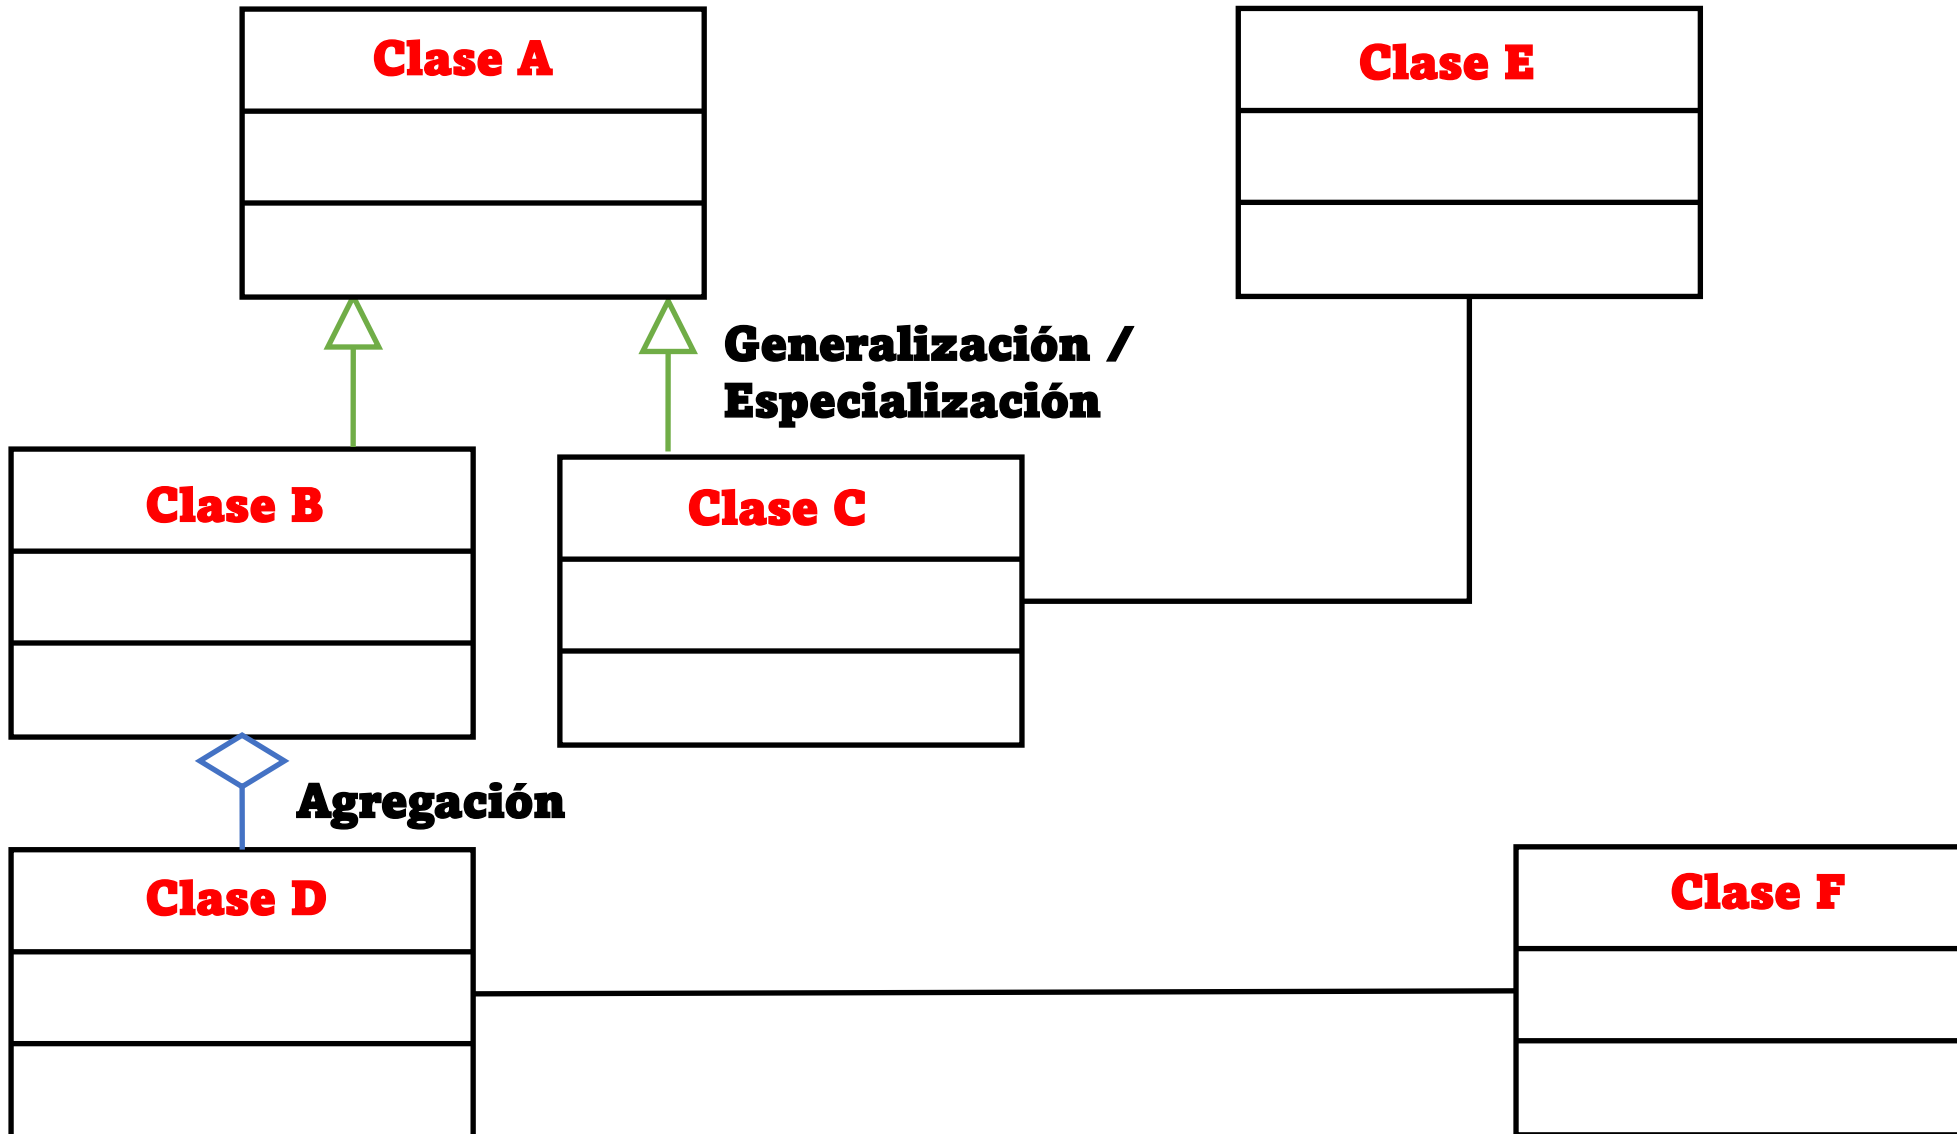 Clase A
Clase E
Generalización /
Especialización
Clase B
Clase C
Agregación
Clase D
Clase F